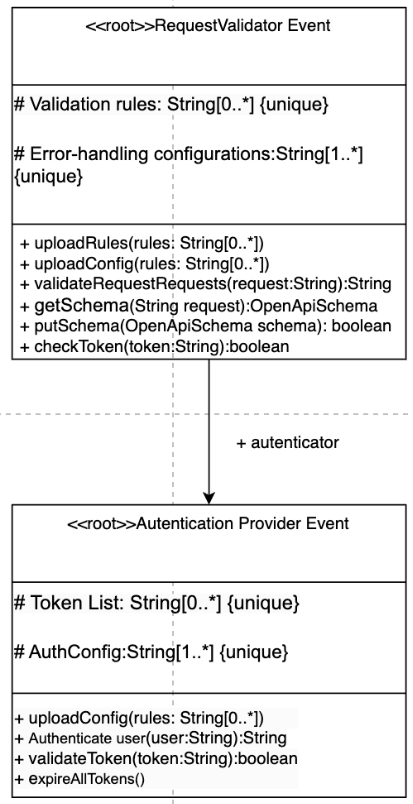 <<root>>RequestValidator Event
# Validation rules: String[0..*] {unique}
# Error-handling configurations:String[1..*]
{unique}
+ uploadRules(rules: String[0..*])
+ uploadConfig(rules: String[0..*])
+ validateRequestRequests(request:String):String
+ getSchema(String request):OpenApiSchema
+ putSchema(OpenApiSchema schema): boolean
+ checkToken(token:String):boolean
+ autenticator
<<root>>Autentication Provider Event
# Token List: String[0..*] {unique}
# AuthConfig:String[1..*] {unique}
+ uploadConfig(rules: String[0..*])
+ Authenticate user(user:String):String
+ validateToken(token:String):boolean
+ expireAllTokens()